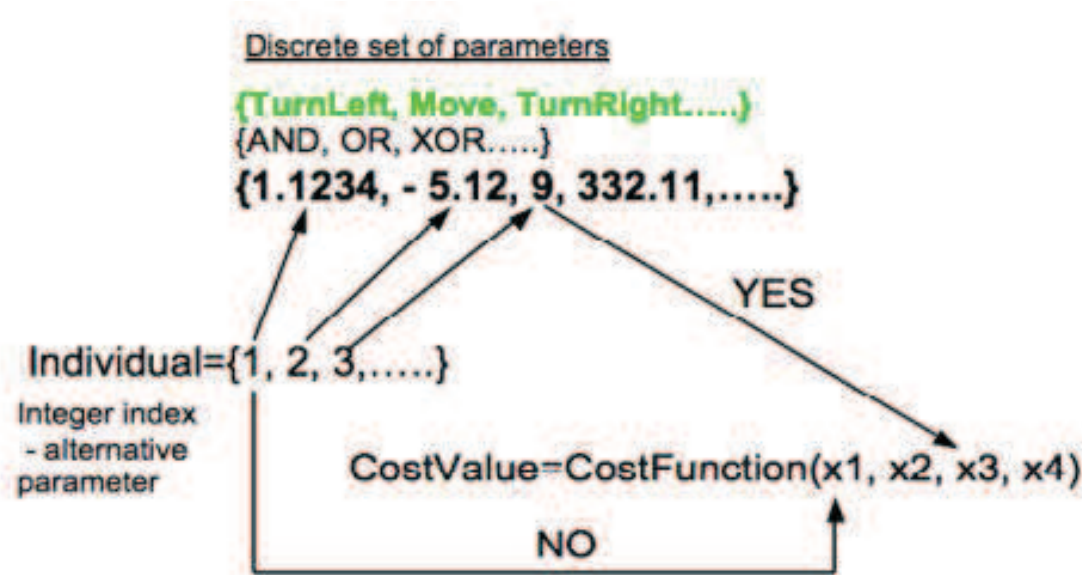 Discrete set of parameters
{TurnLeft, Move, TurnRight.....}
{AND, OR, XOR.....}
{1.1234, - 5.12, 9, 332.11,.....}
YES
Individual={1, 2, 3,.....}
Integer index
- alternative
parameter
CostValue=CostFunction(x1, x2, x3, x4)
NO